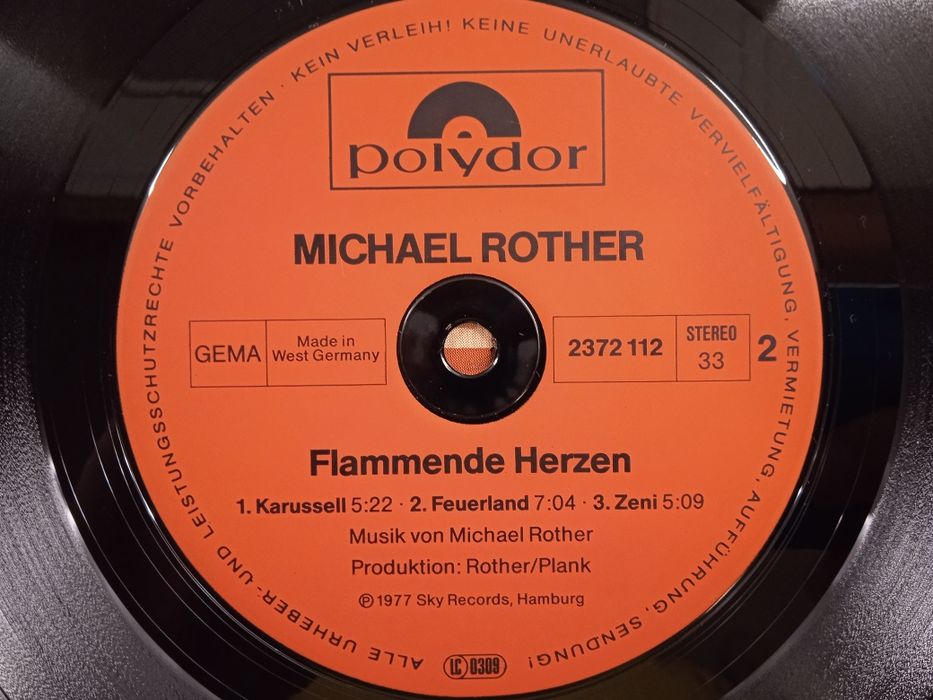 ALLE URHEBER- UND LEISTUNGSSCHUTZRECHTE VORBEHALTEN · KEIN VERLEIH! KEINE UNERLAUBTE VERVIELFÄLTIGUNG, VERMIETUNG, AUFFÜHRUNG, SENDUNG!
polydor
MICHAEL ROTHER
GEMA
Made in
West Germany
2372 112
STEREO
33
2
Flammende Herzen
1. Karussell 5:22 · 2. Feuerland 7:04 · 3. Zeni 5:09
Musik von Michael Rother
Produktion: Rother/Plank
℗ 1977 Sky Records, Hamburg
LC 0309